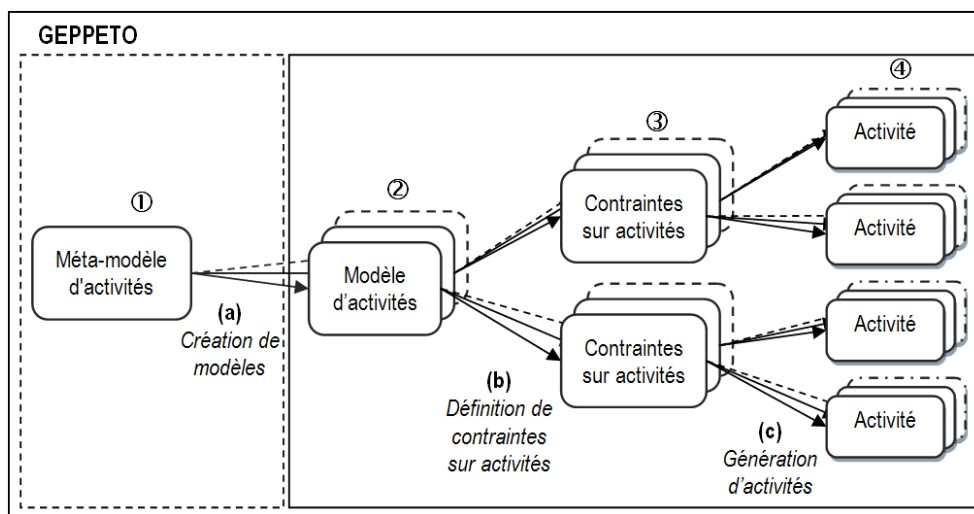 GEPPETO
①
Méta-modèle
d'activités
(a)
Création de
modèles
②
Modèle
d'activités
(b)
Définition de
contraintes
sur activités
③
Contraintes
sur activités
Contraintes
sur activités
(c)
Génération
d'activités
④
Activité
Activité
Activité
Activité